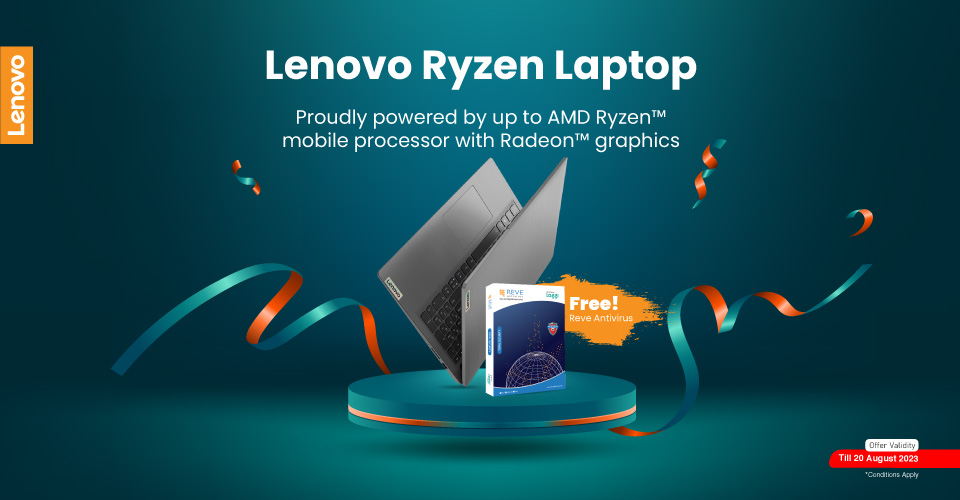 Lenovo
Lenovo Ryzen Laptop
Proudly powered by up to AMD Ryzen™
mobile processor with Radeon™ graphics
Lenovo
REVE
Free!
Reve Antivirus
Offer Validity
Till 20 August 2023
*Conditions Apply